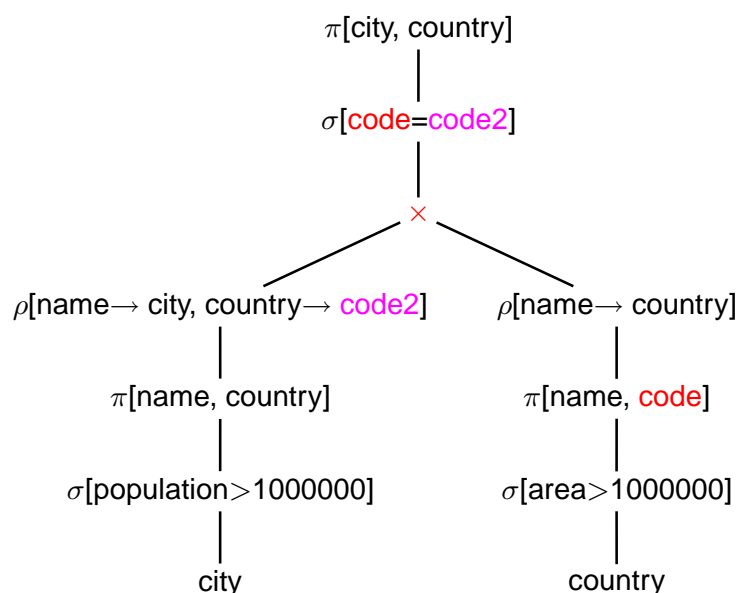 π[city, country]
σ[code=code2]
×
ρ[name→ city, country→ code2]
ρ[name→ country]
π[name, country]
π[name, code]
σ[population>1000000]
σ[area>1000000]
city
country